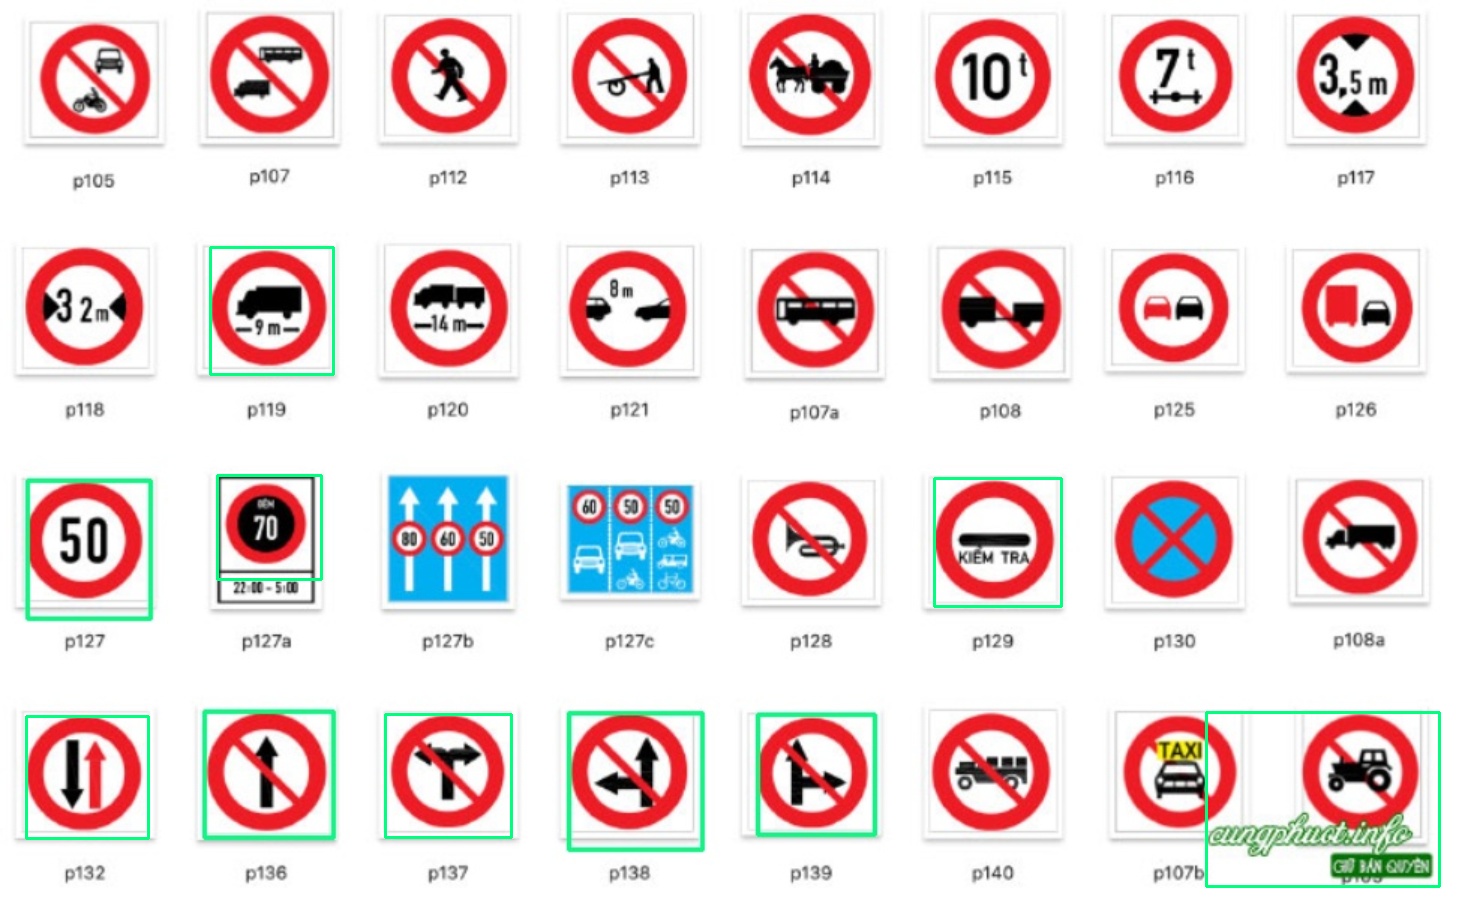 10 t
7 t
3,5 m
p105 p107 p112 p113 p114 p115 p116 p117
3 2 m
9 m
14 m
8 m
p118 p119 p120 p121 p107a p108 p125 p126
50
ĐÊM
70
22:00 - 5:00
80 60 50
60 50 50
KIỂM TRA
p127 p127a p127b p127c p128 p129 p130 p108a
TAXI
cungphuot.info
GIỮ BẢN QUYỀN
p132 p136 p137 p138 p139 p140 p107b